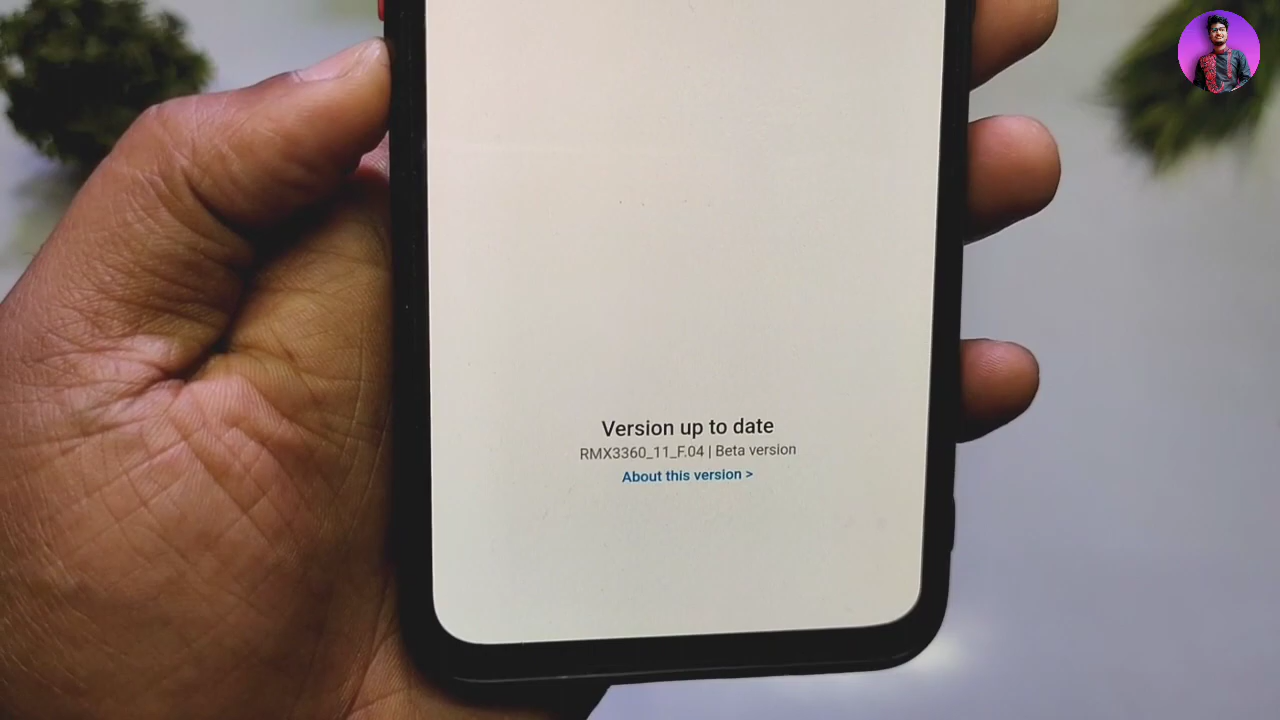 Version up to date
RMX3360_11_F.04 | Beta version
About this version >